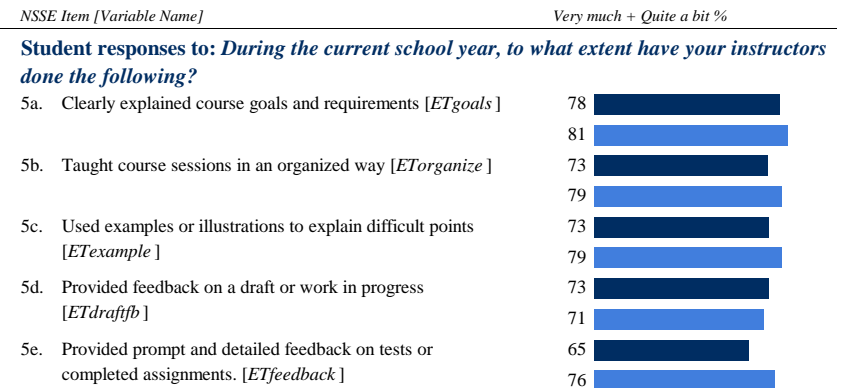 NSSE Item [Variable Name] Very much + Quite a bit %
Student responses to: During the current school year, to what extent have your instructors
done the following?
5a. Clearly explained course goals and requirements [ETgoals ] 78
81
5b. Taught course sessions in an organized way [ETorganize ] 73
79
5c. Used examples or illustrations to explain difficult points 73
[ETexample ]
79
5d. Provided feedback on a draft or work in progress 73
[ETdraftfb ]
71
5e. Provided prompt and detailed feedback on tests or 65
completed assignments. [ETfeedback ]
76